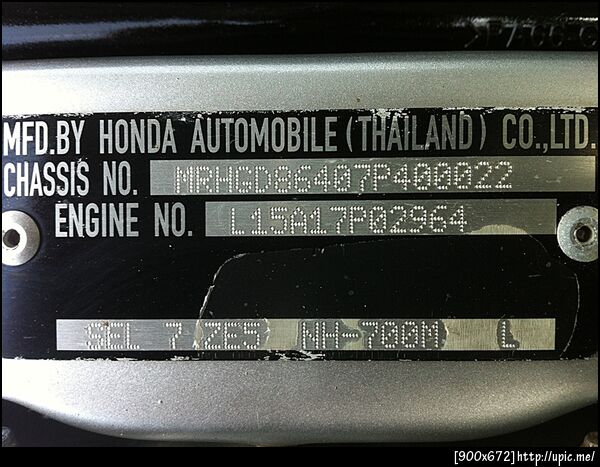 MFD.BY HONDA AUTOMOBILE (THAILAND) CO.,LTD.
CHASSIS NO. MRHGD86407P400022
ENGINE NO. L15A17P02964
SEL 7 ZE5 NH-700M L
[900x672]http://upic.me/